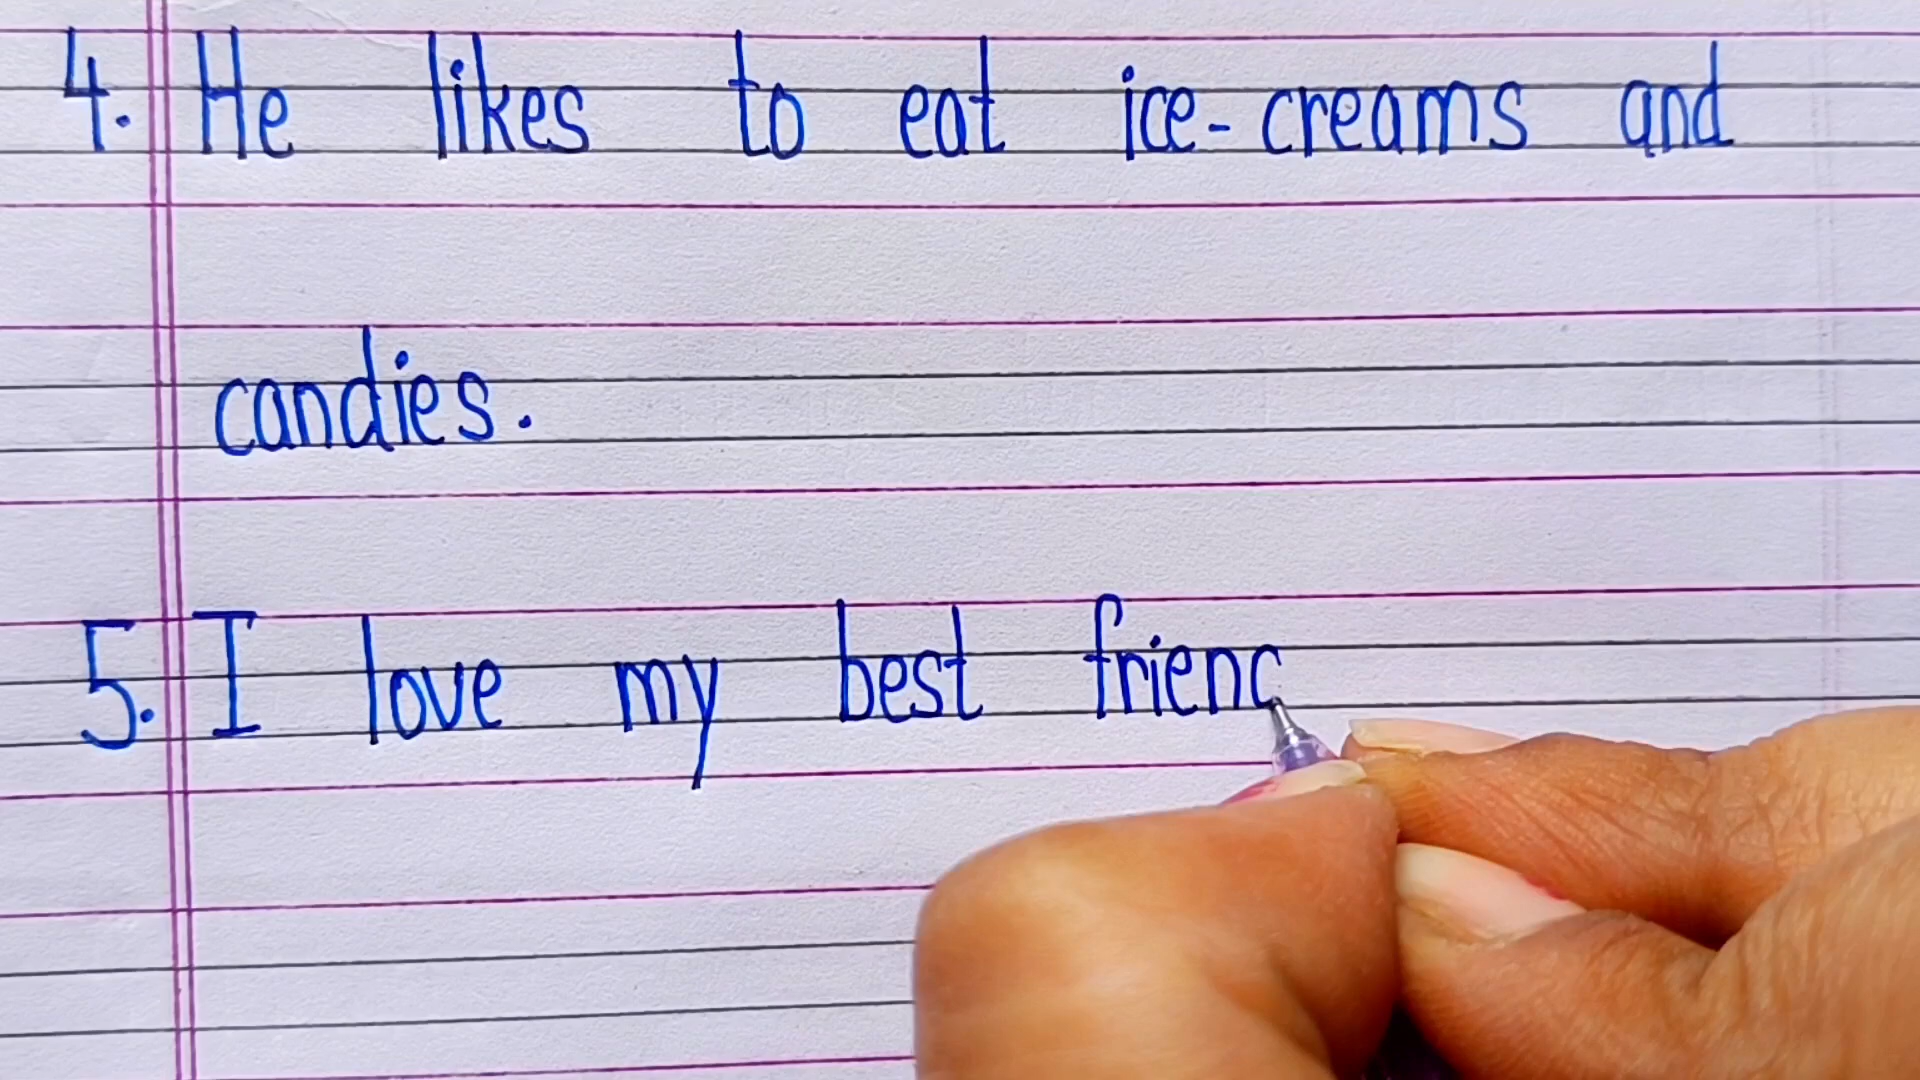 4. He likes to eat ice-creams and
candies.
5. I love my best frienc